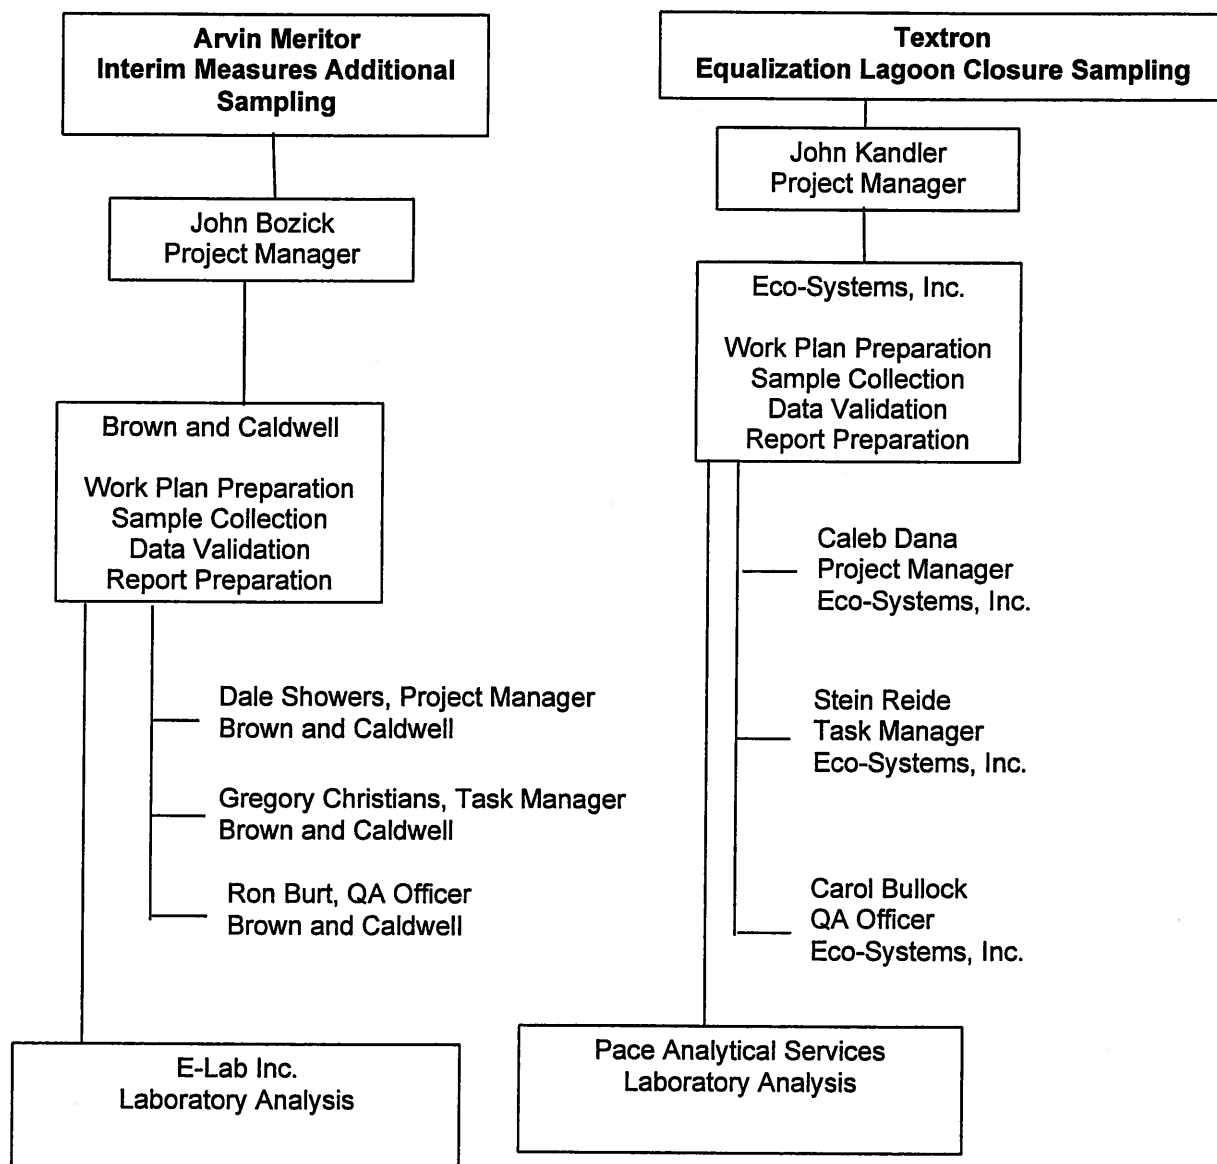 Arvin Meritor
Interim Measures Additional
Sampling
John Bozick
Project Manager
Brown and Caldwell
Work Plan Preparation
Sample Collection
Data Validation
Report Preparation
Dale Showers, Project Manager
Brown and Caldwell
Gregory Christians, Task Manager
Brown and Caldwell
Ron Burt, QA Officer
Brown and Caldwell
E-Lab Inc.
Laboratory Analysis
Textron
Equalization Lagoon Closure Sampling
John Kandler
Project Manager
Eco-Systems, Inc.
Work Plan Preparation
Sample Collection
Data Validation
Report Preparation
Caleb Dana
Project Manager
Eco-Systems, Inc.
Stein Reide
Task Manager
Eco-Systems, Inc.
Carol Bullock
QA Officer
Eco-Systems, Inc.
Pace Analytical Services
Laboratory Analysis